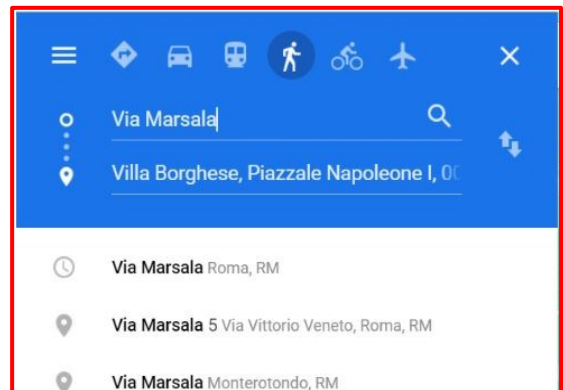 Via Marsala
Villa Borghese, Piazzale Napoleone I, 00
Via Marsala Roma, RM
Via Marsala 5 Via Vittorio Veneto, Roma, RM
Via Marsala Monterotondo, RM